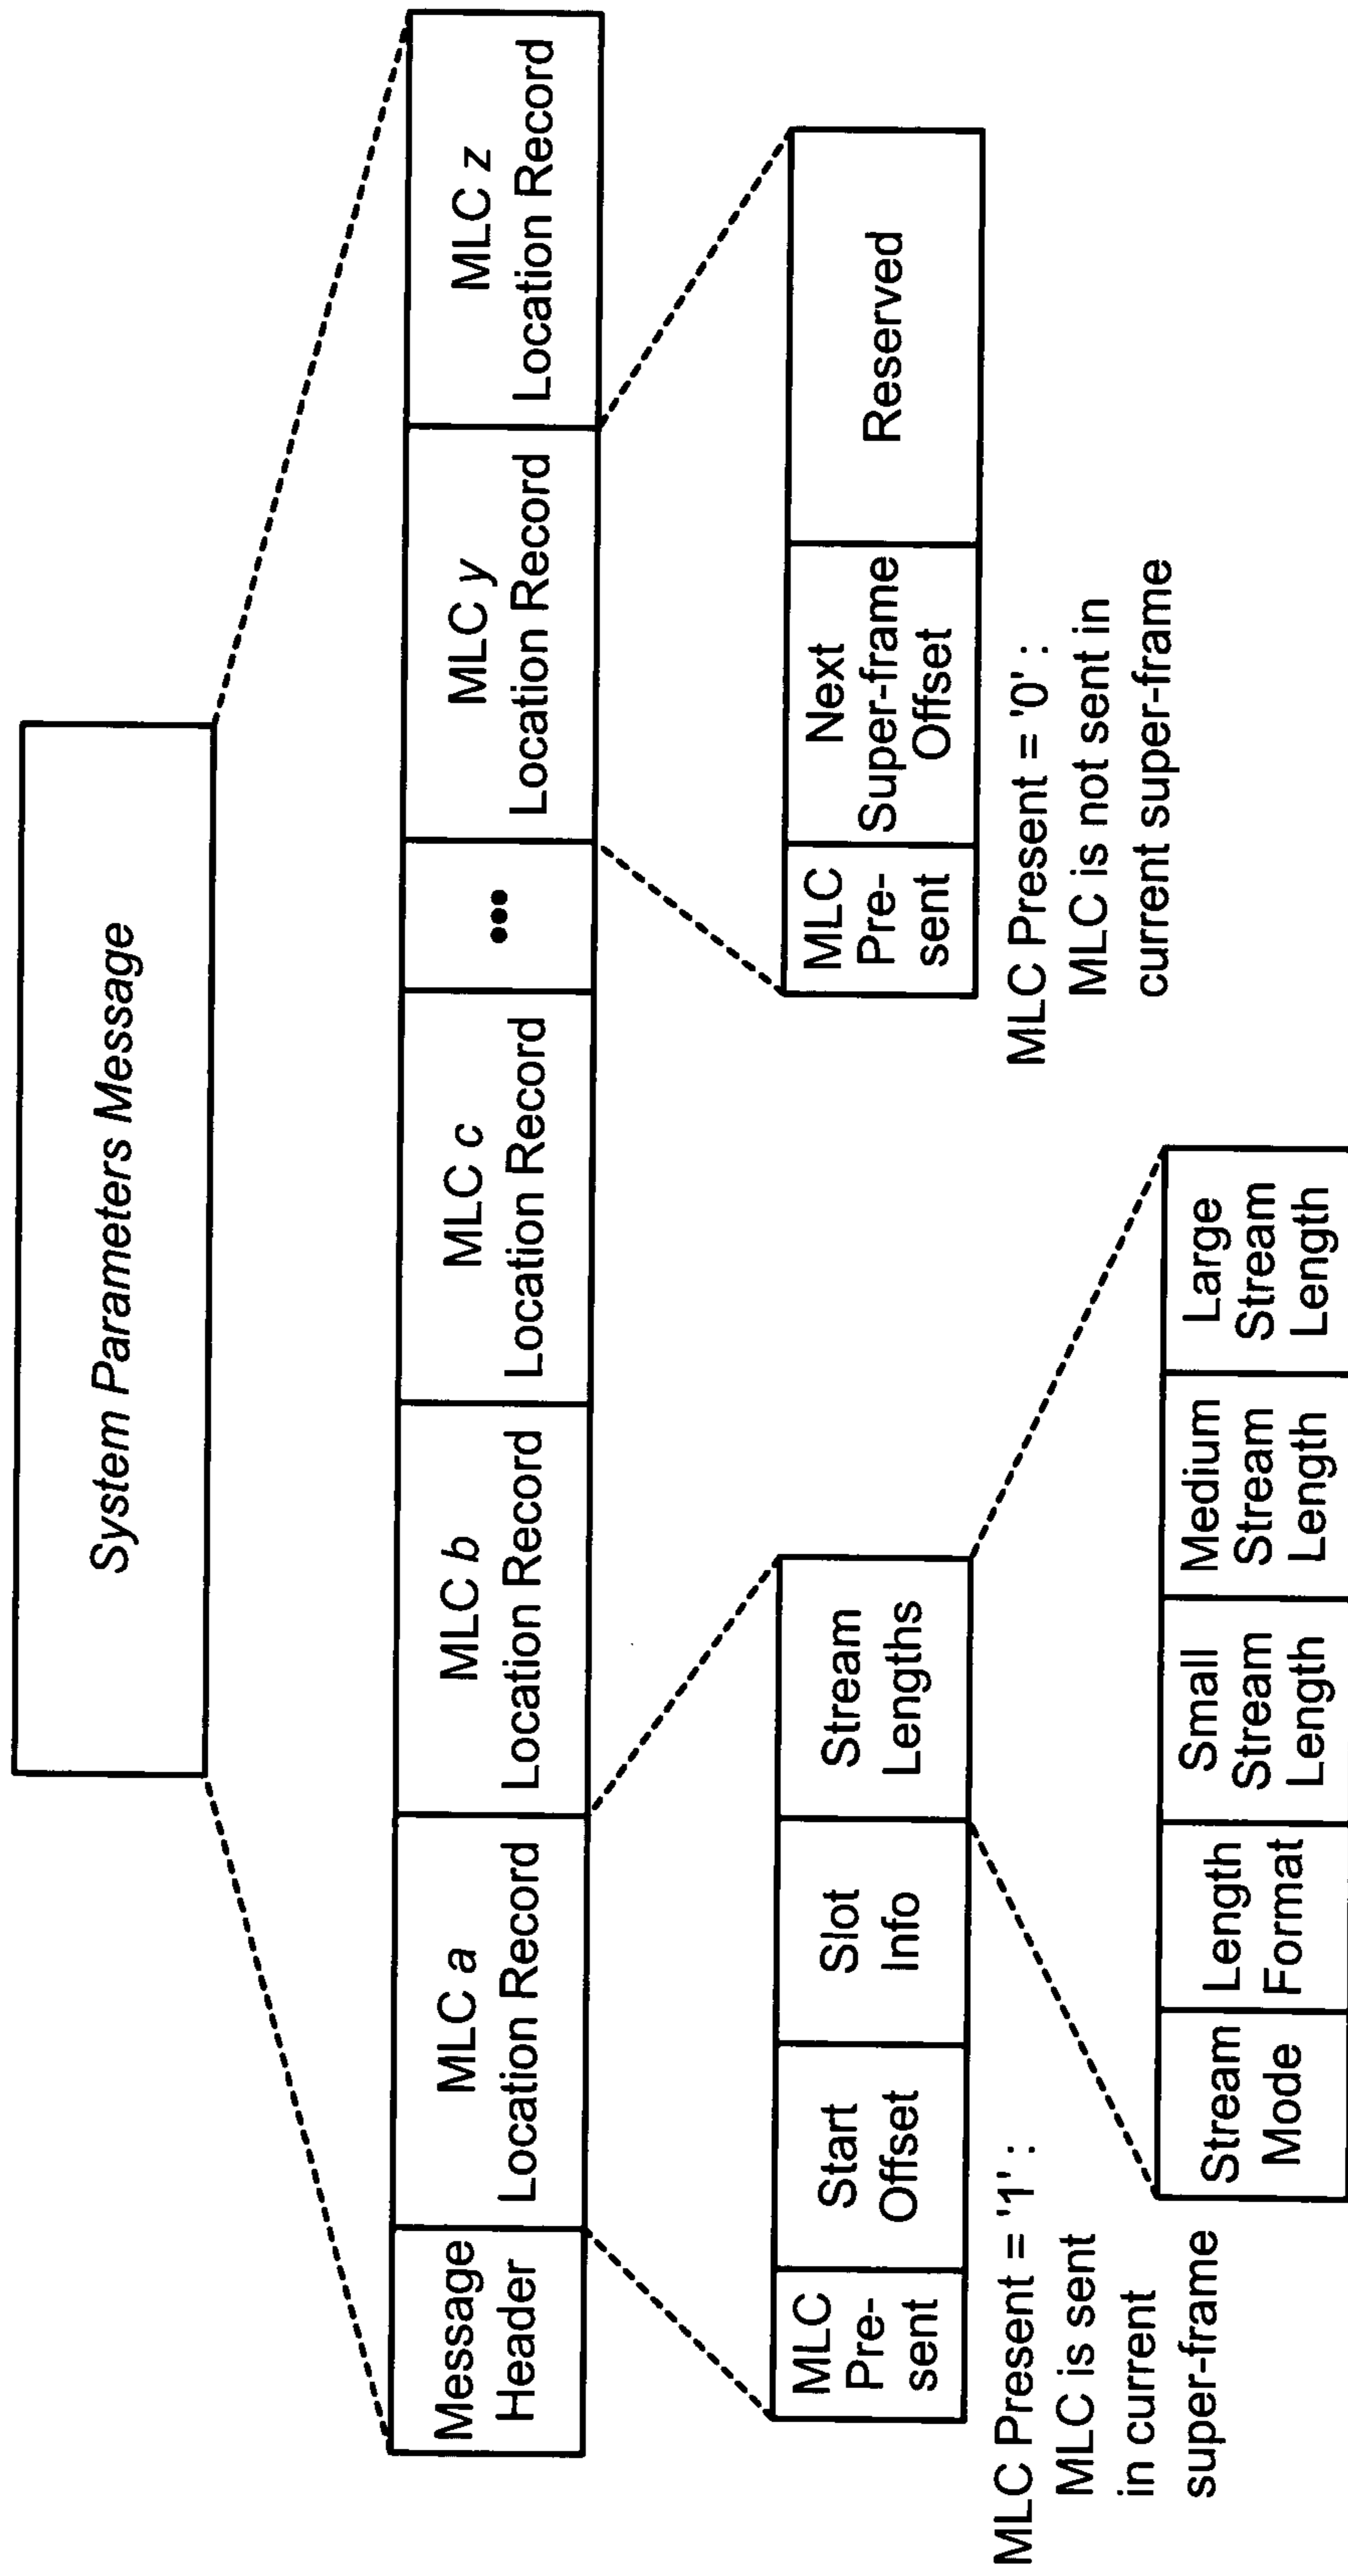 System Parameters Message
Message
Header
MLC a
Location Record
MLC b
Location Record
MLC c
Location Record
•••
MLC y
Location Record
MLC z
Location Record
MLC
Pre-
sent
Start
Offset
Slot
Info
Stream
Lengths
MLC Present = '1' :
MLC is sent
in current
super-frame
MLC
Pre-
sent
Next
Super-frame
Offset
Reserved
MLC Present = '0' :
MLC is not sent in
current super-frame
Stream
Mode
Length
Format
Small
Stream
Length
Medium
Stream
Length
Large
Stream
Length